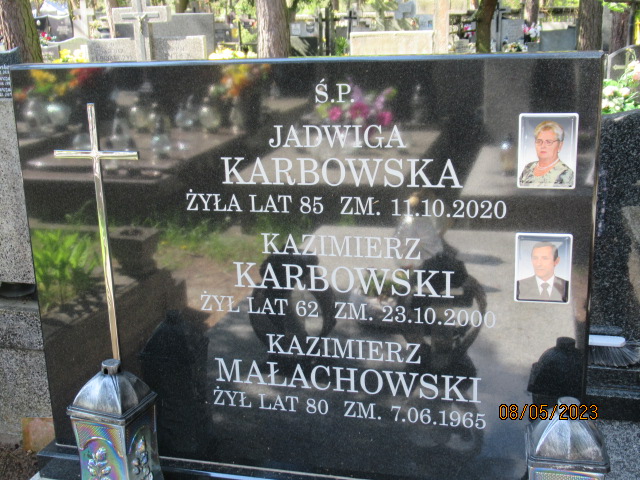 Ś.P.
JADWIGA
KARBOWSKA
ŻYŁA LAT 85 ZM. 11.10.2020
KAZIMIERZ
KARBOWSKI
ŻYŁ LAT 62 ZM. 23.10.2000
KAZIMIERZ
MAŁACHOWSKI
ŻYŁ LAT 80 ZM. 7.06.1965
08/05/2023